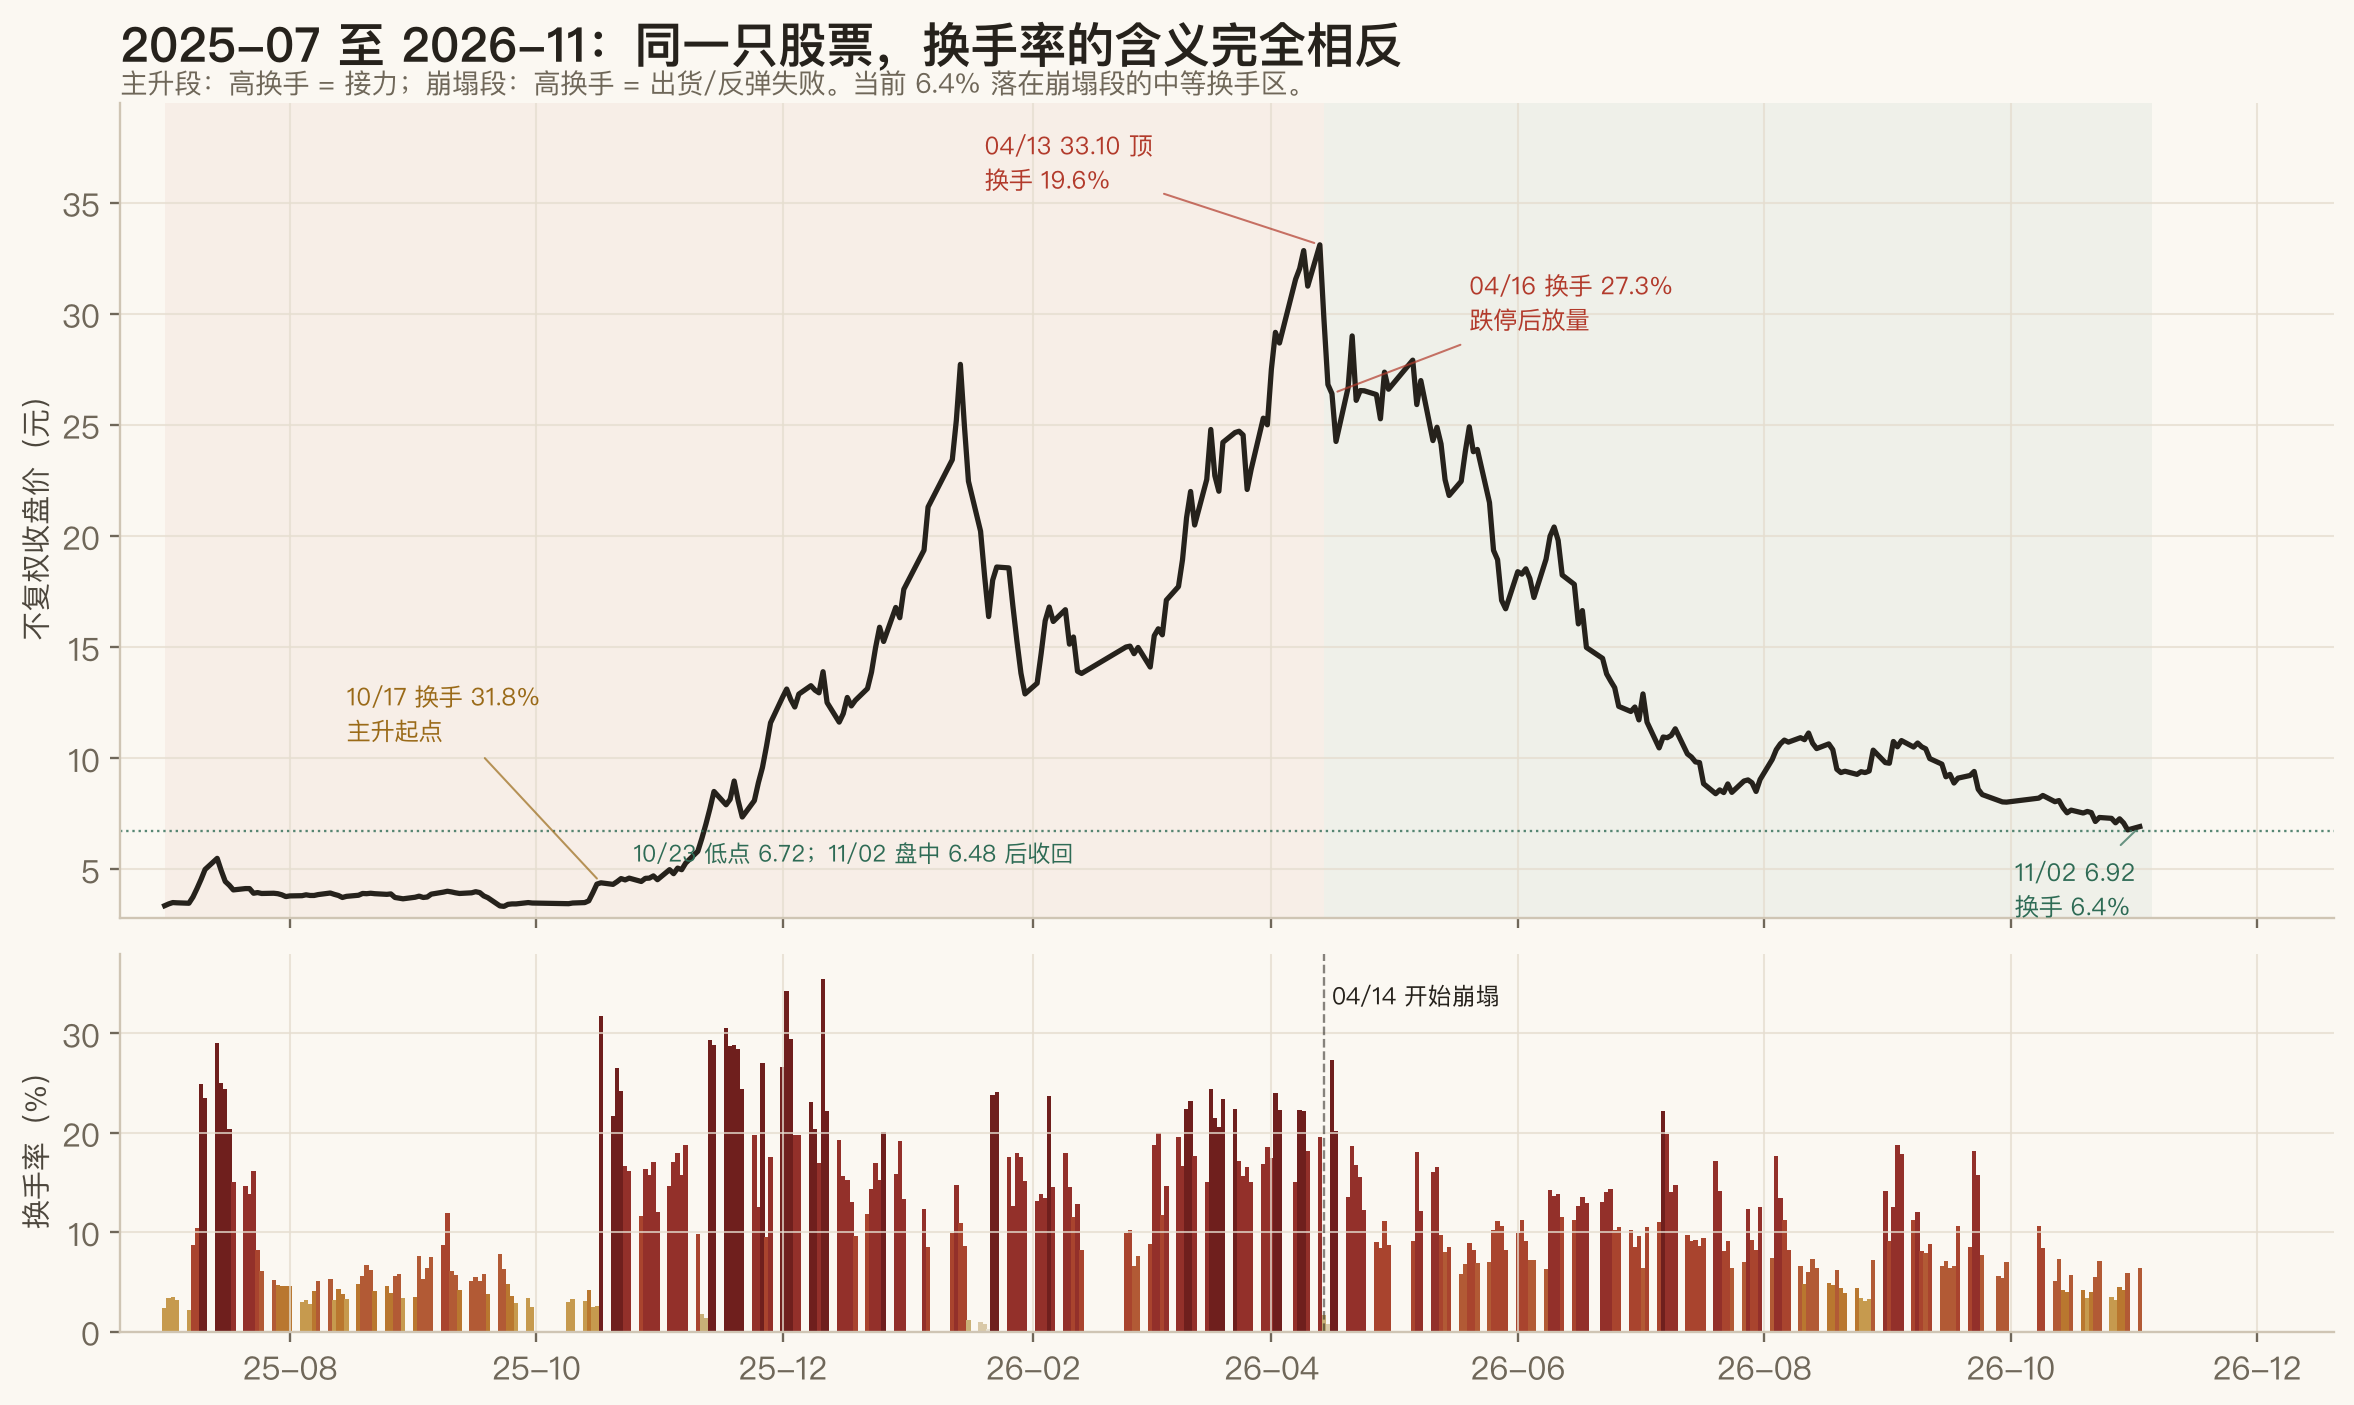 2025–07 至 2026–11：同一只股票，换手率的含义完全相反
主升段：高换手 = 接力；崩塌段：高换手 = 出货/反弹失败。当前 6.4% 落在崩塌段的中等换手区。
不复权收盘价（元）
35
30
25
20
15
10
5
04/13 33.10 顶
换手 19.6%
04/16 换手 27.3%
跌停后放量
10/17 换手 31.8%
主升起点
10/23 低点 6.72；11/02 盘中 6.48 后收回
11/02 6.92
换手 6.4%
换手率（%）
30
20
10
0
04/14 开始崩塌
25–08
25–10
25–12
26–02
26–04
26–06
26–08
26–10
26–12